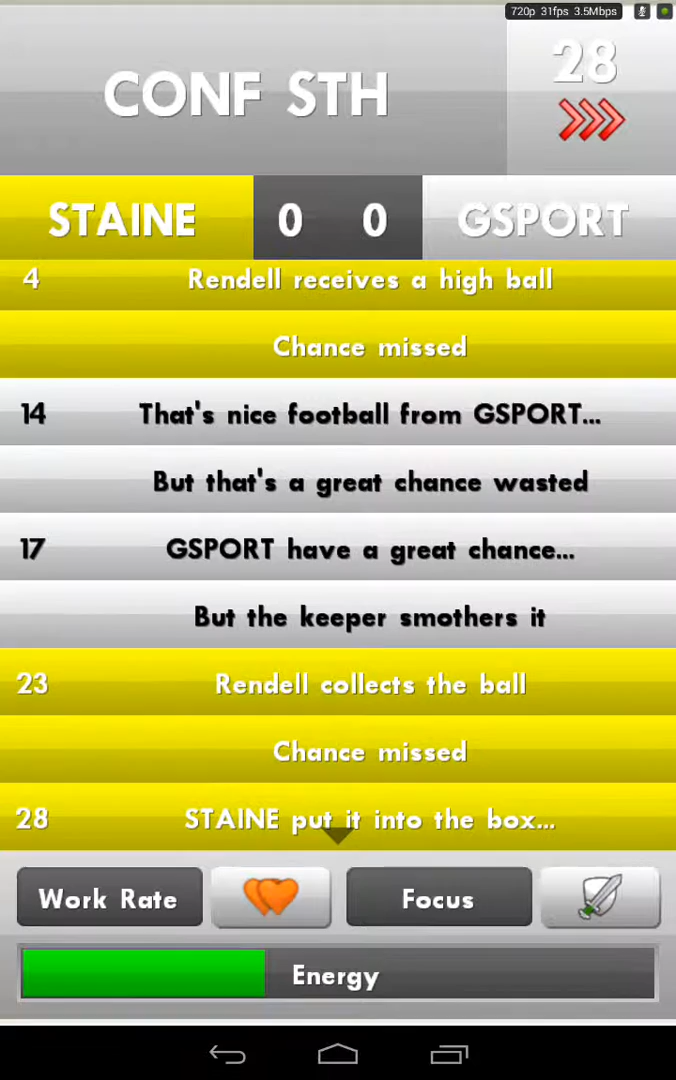 720p 31fps 3.5Mbps
CONF STH
28
STAINE 0 0 GSPORT
4 Rendell receives a high ball
Chance missed
14 That's nice football from GSPORT...
But that's a great chance wasted
17 GSPORT have a great chance...
But the keeper smothers it
23 Rendell collects the ball
Chance missed
28 STAINE put it into the box...
Work Rate
Focus
Energy